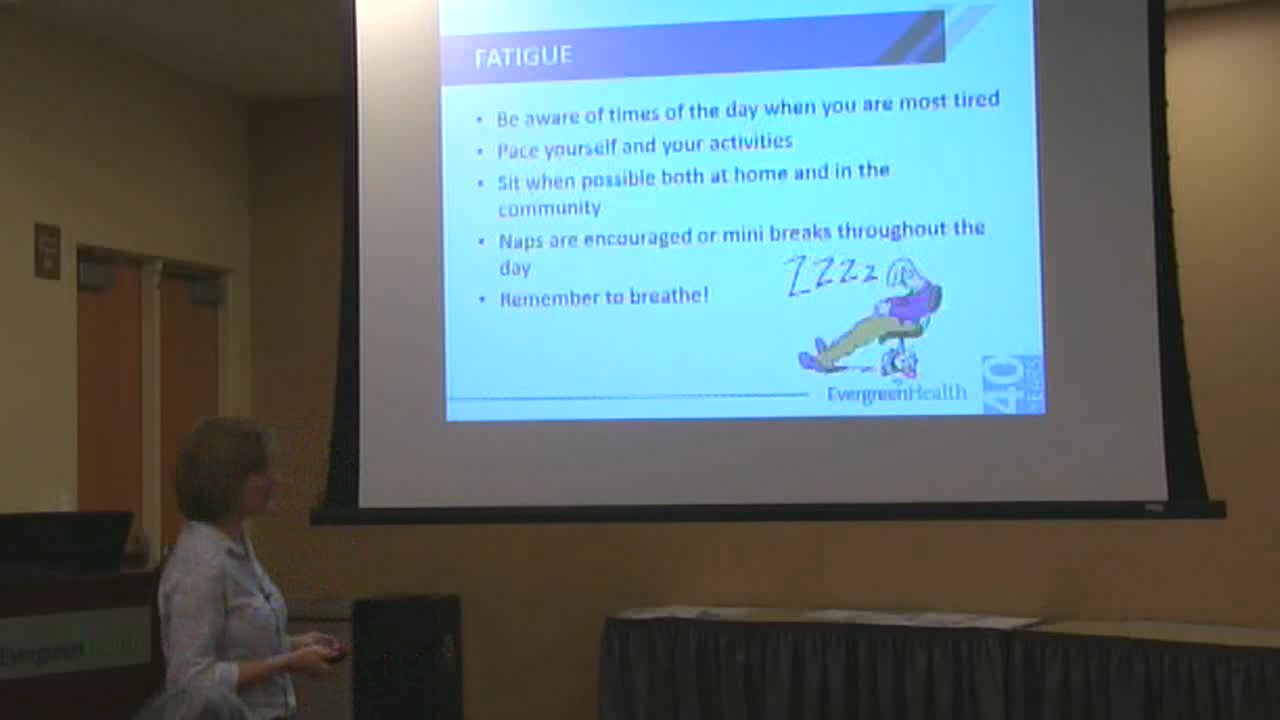 FATIGUE
• Be aware of times of the day when you are most tired
• Pace yourself and your activities
• Sit when possible both at home and in the
community
• Naps are encouraged or mini breaks throughout the
day
• Remember to breathe!
ZZZZ
EvergreenHealth
40
YEARS
EvergreenHealth